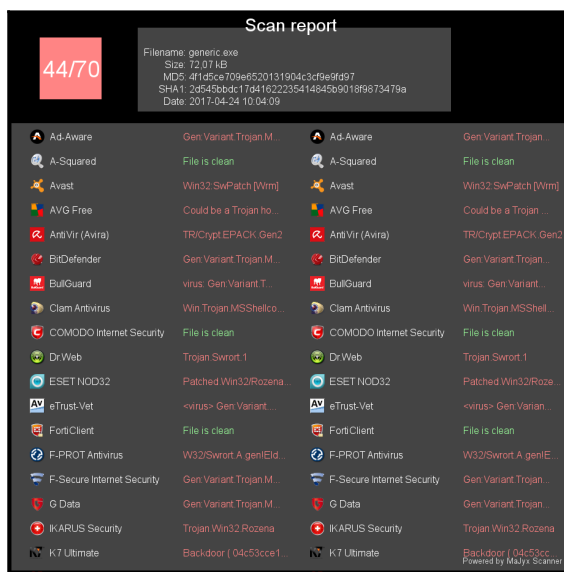 Scan report
44/70
Filename: generic.exe
Size: 72,07 kB
MD5: 4f1d5ce709e6520131904c3cf9e9fd97
SHA1: 2d545bbdc17d41622235414845b9018f9873479a
Date: 2017-04-24 10:04:09
Ad-Aware Gen:Variant.Trojan.M... Ad-Aware Gen:Variant.Trojan...
A-Squared File is clean A-Squared File is clean
Avast Win32:SwPatch [Wrm] Avast Win32:SwPatch [Wrm]
AVG Free Could be a Trojan ho... AVG Free Could be a Trojan ...
AntiVir (Avira) TR/Crypt.EPACK.Gen2 AntiVir (Avira) TR/Crypt.EPACK.Gen2
BitDefender Gen:Variant.Trojan.M... BitDefender Gen:Variant.Trojan...
BullGuard virus: Gen:Variant.T... BullGuard virus: Gen:Variant...
Clam Antivirus Win.Trojan.MSShellco... Clam Antivirus Win.Trojan.MSShell...
COMODO Internet Security File is clean COMODO Internet Security File is clean
Dr.Web Trojan.Swrort.1 Dr.Web Trojan.Swrort.1
ESET NOD32 Patched.Win32/Rozena... ESET NOD32 Patched.Win32/Roze...
AV eTrust-Vet <virus> Gen:Variant.... AV eTrust-Vet <virus> Gen:Varian...
FortiClient File is clean FortiClient File is clean
F-PROT Antivirus W32/Swrort.A.gen!Eld... F-PROT Antivirus W32/Swrort.A.gen!E...
F-Secure Internet Security Gen:Variant.Trojan.M... F-Secure Internet Security Gen:Variant.Trojan...
G Data Gen:Variant.Trojan.M... G Data Gen:Variant.Trojan...
IKARUS Security Trojan.Win32.Rozena IKARUS Security Trojan.Win32.Rozena
K7 Ultimate Backdoor ( 04c53cce1... K7 Ultimate Backdoor ( 04c53cc...
Powered by MaJyx Scanner